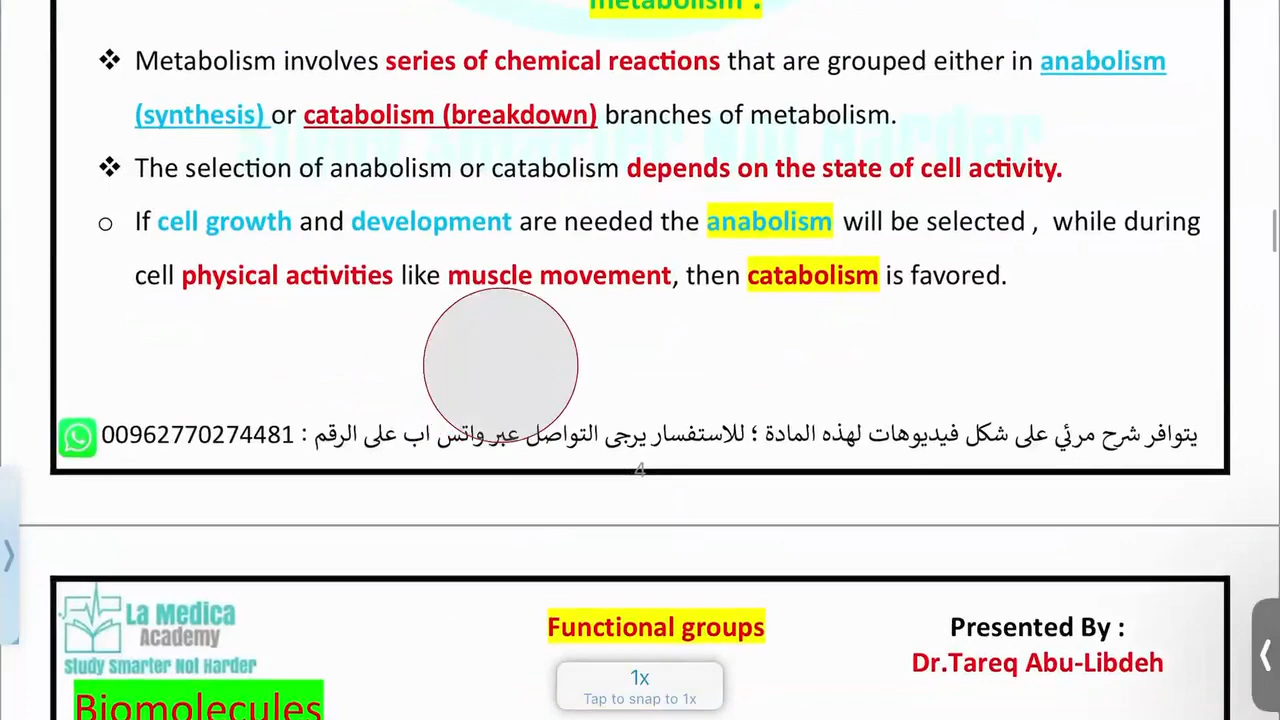 metabolism :
❖ Metabolism involves series of chemical reactions that are grouped either in anabolism
(synthesis) or catabolism (breakdown) branches of metabolism.
Study Smarter Not Harder
❖ The selection of anabolism or catabolism depends on the state of cell activity.
o If cell growth and development are needed the anabolism will be selected , while during
cell physical activities like muscle movement, then catabolism is favored.
يتوافر شرح مرئي على شكل فيديوهات لهذه المادة ؛ للاستفسار يرجى التواصل عبر واتس اب على الرقم : 00962770274481
4
La Medica
Academy
Study Smarter Not Harder
Functional groups
Presented By :
Dr.Tareq Abu-Libdeh
1x
Tap to snap to 1x
Biomolecules